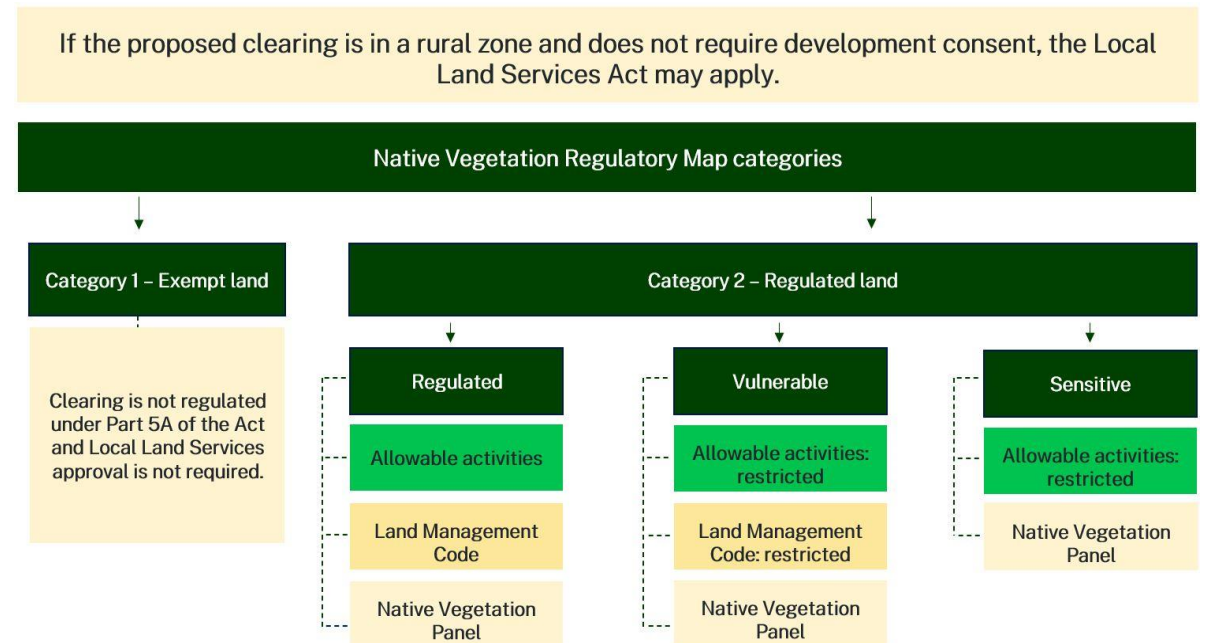 If the proposed clearing is in a rural zone and does not require development consent, the Local
Land Services Act may apply.
Native Vegetation Regulatory Map categories
Category 1 – Exempt land
Clearing is not regulated
under Part 5A of the Act
and Local Land Services
approval is not required.
Category 2 – Regulated land
Regulated
Allowable activities
Land Management
Code
Native Vegetation
Panel
Vulnerable
Allowable activities:
restricted
Land Management
Code: restricted
Native Vegetation
Panel
Sensitive
Allowable activities:
restricted
Native Vegetation
Panel